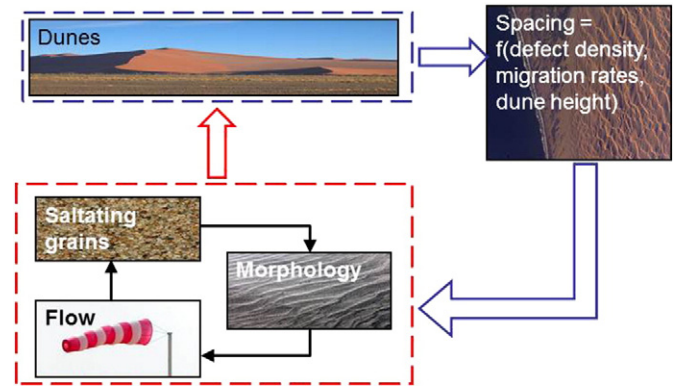 Dunes
Spacing =
f(defect density,
migration rates,
dune height)
Saltating
grains
Morphology
Flow